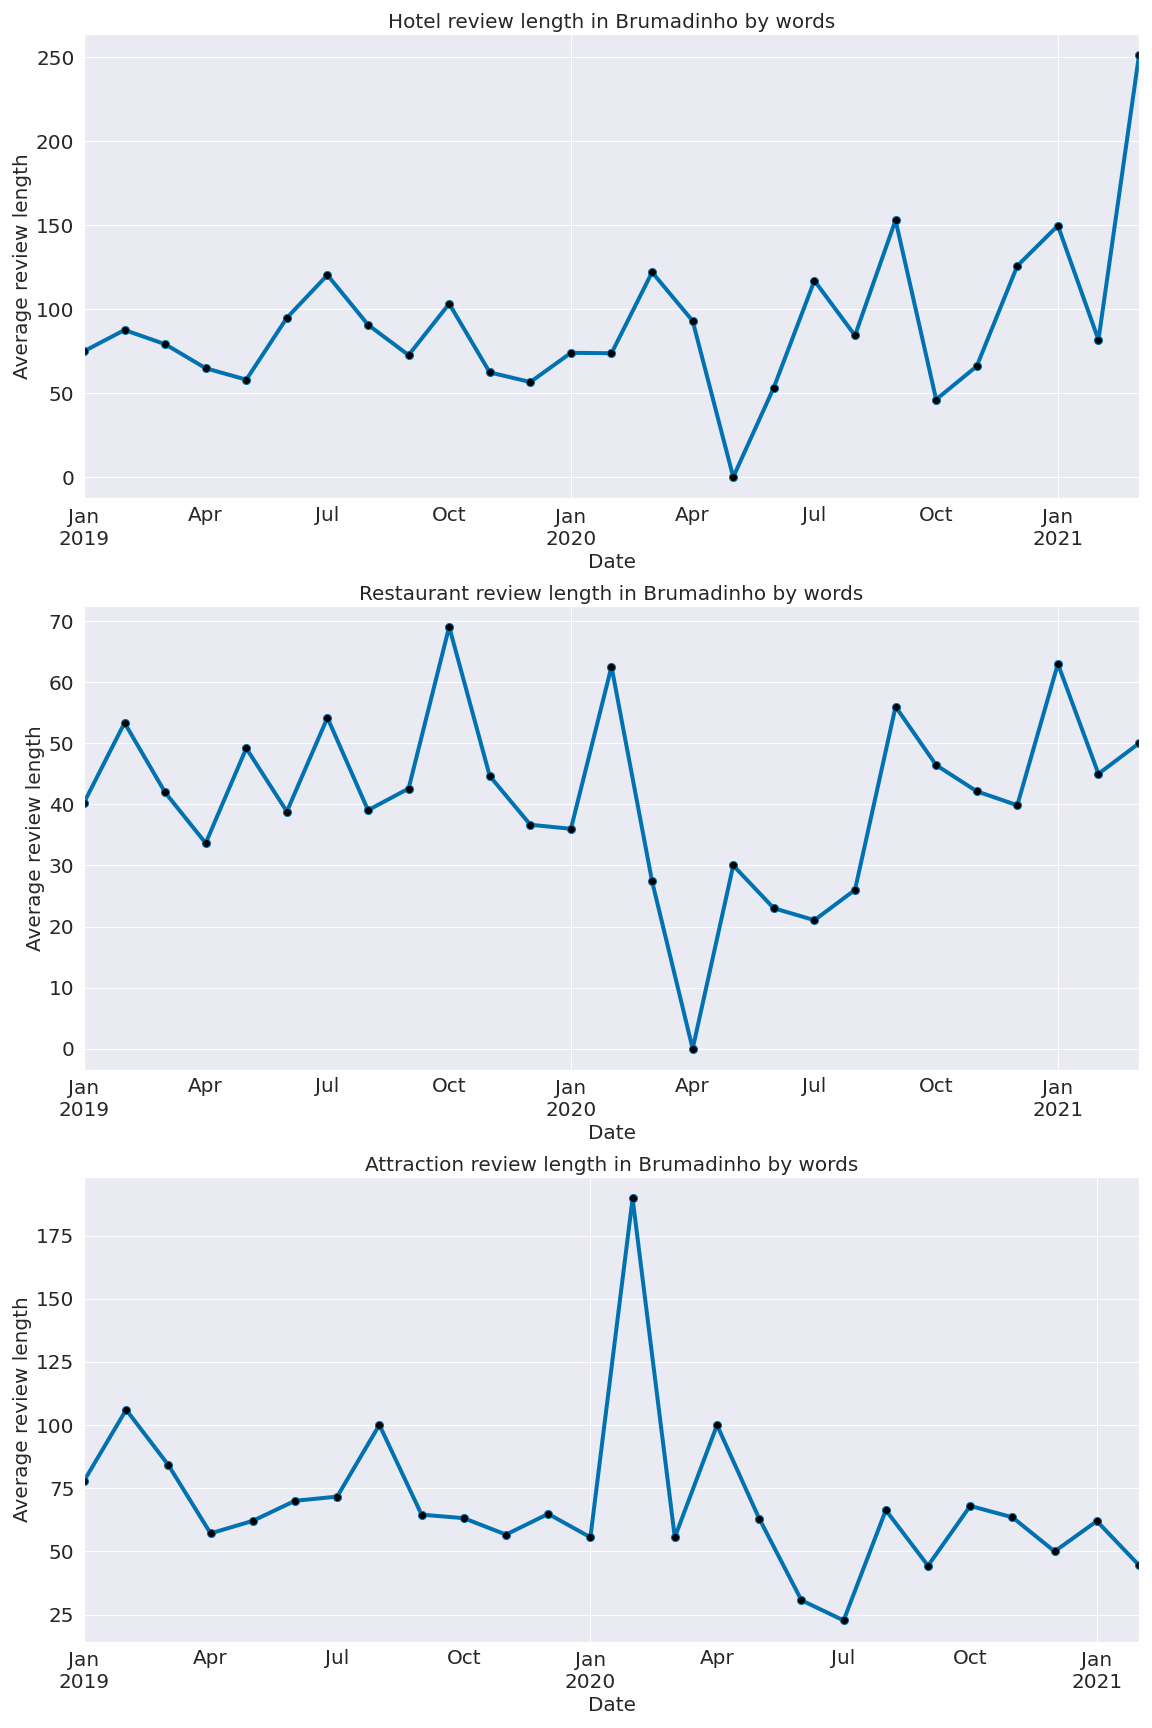 Hotel review length in Brumadinho by words
250
200
150
100
50
0
Average review length
Jan Apr Jul Oct Jan Apr Jul Oct Jan
2019 2020 2021
Date
Restaurant review length in Brumadinho by words
70
60
50
40
30
20
10
0
Average review length
Jan Apr Jul Oct Jan Apr Jul Oct Jan
2019 2020 2021
Date
Attraction review length in Brumadinho by words
175
150
125
100
75
50
25
Average review length
Jan Apr Jul Oct Jan Apr Jul Oct Jan
2019 2020 2021
Date